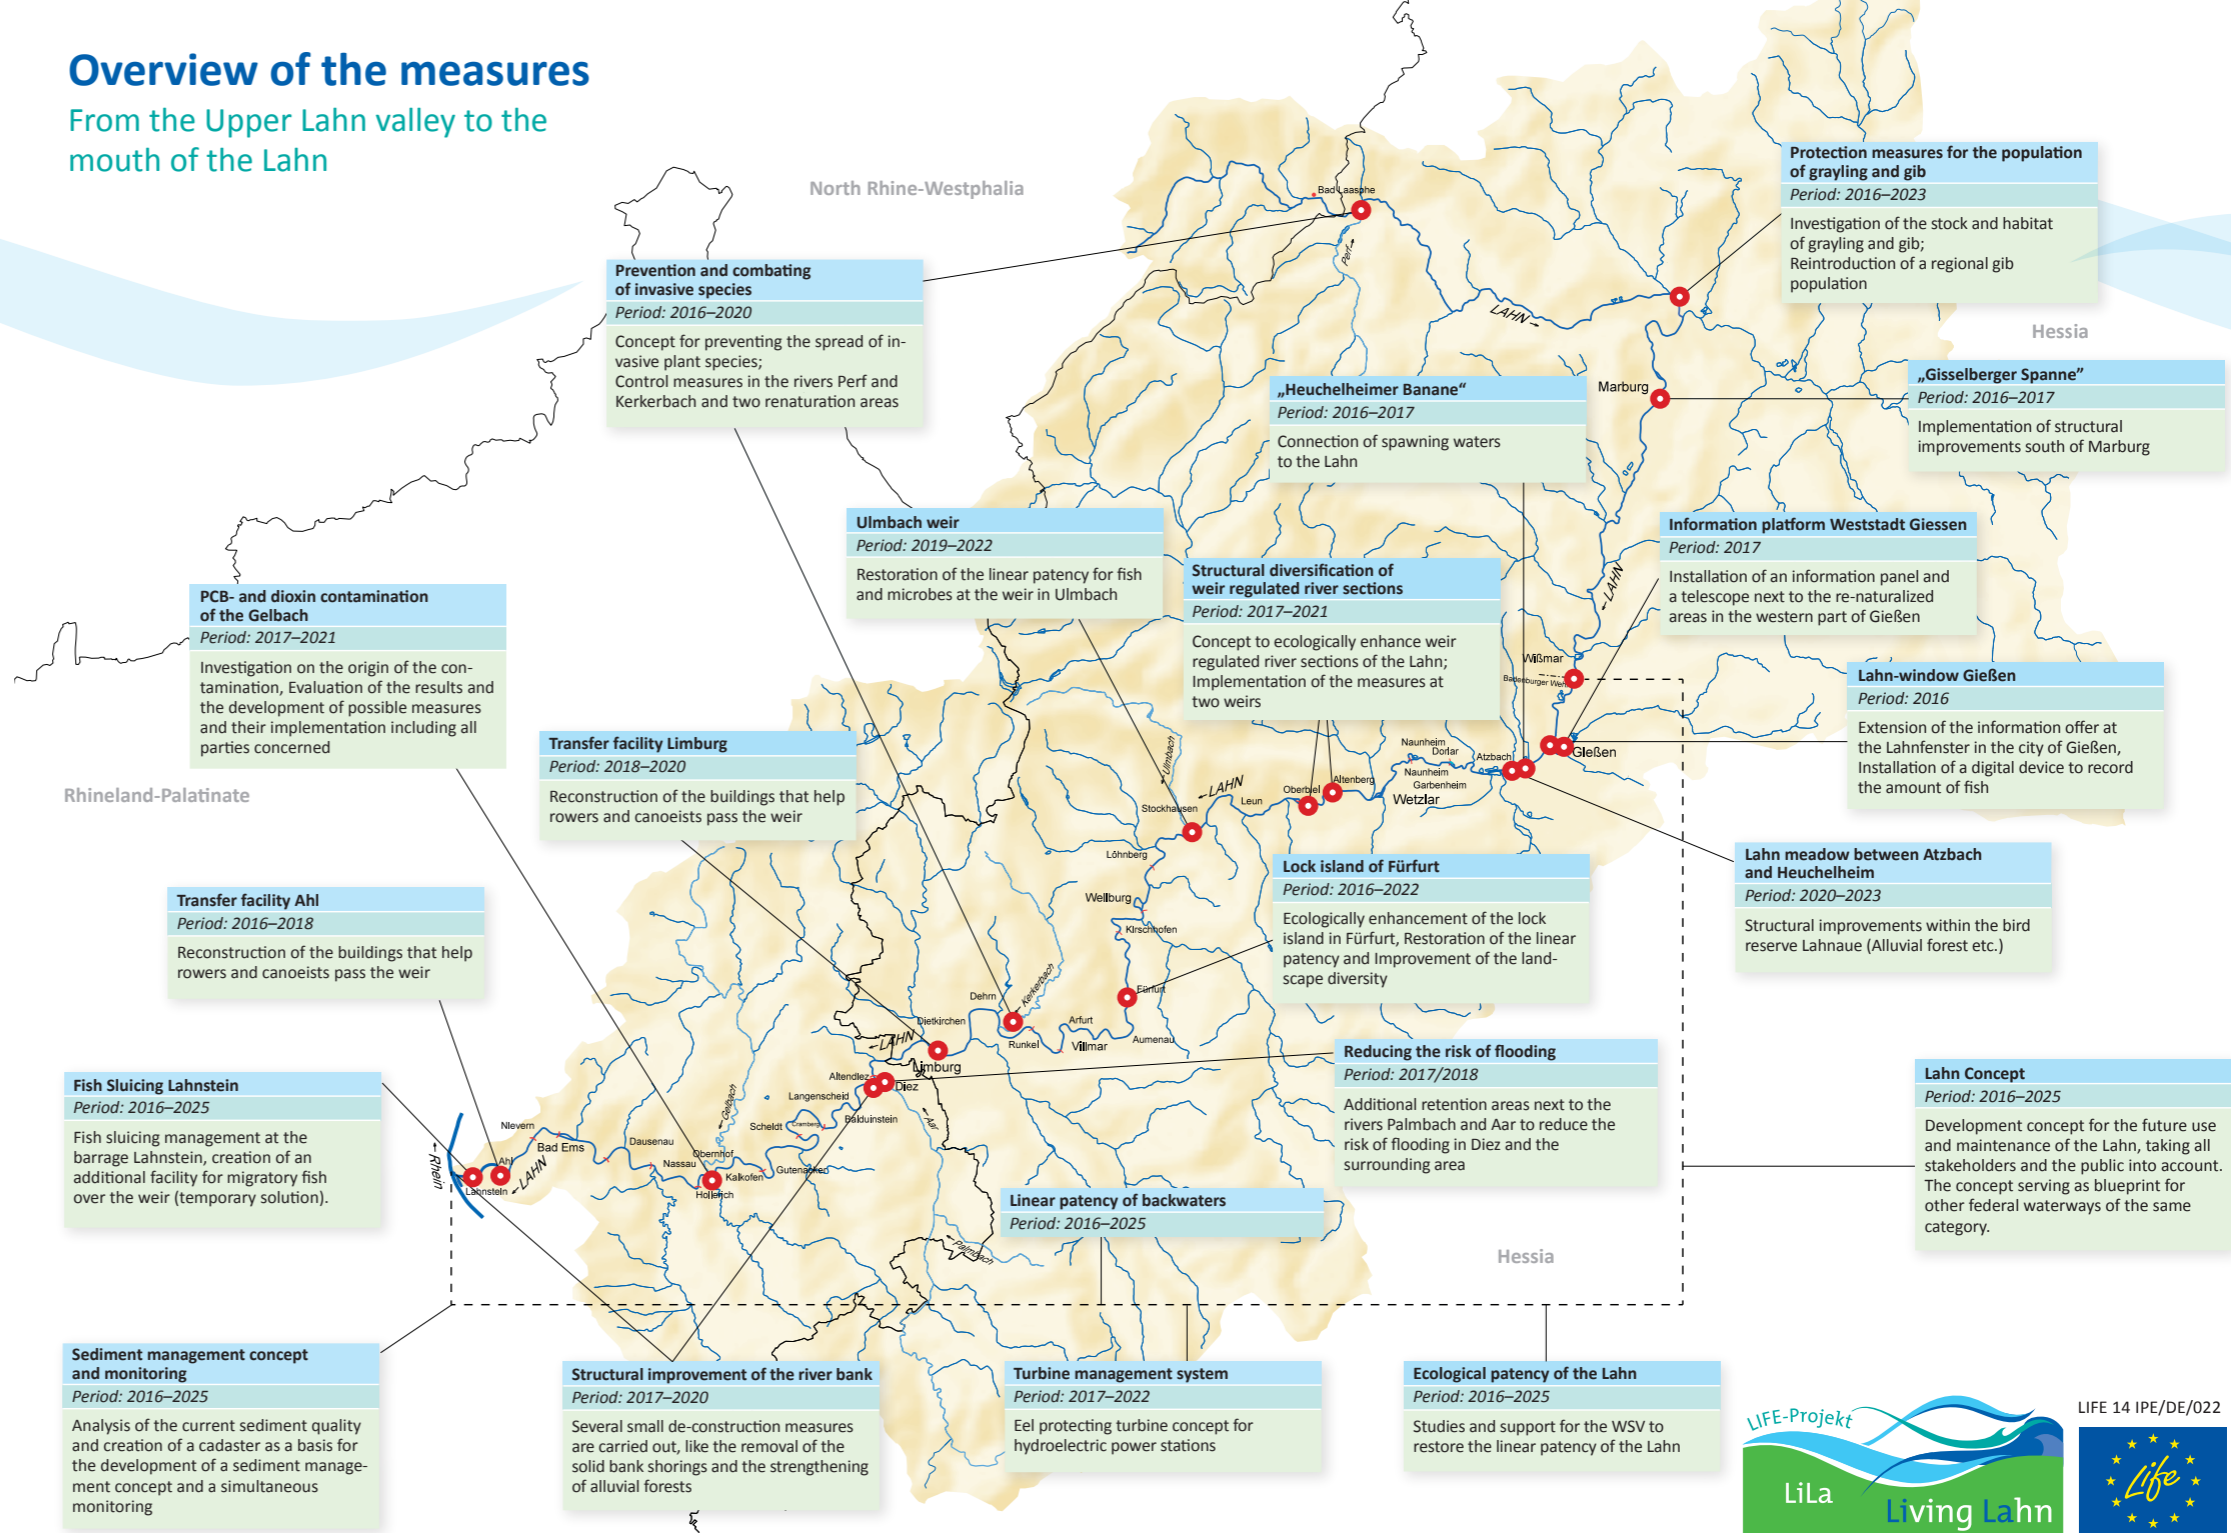 Overview of the measures
From the Upper Lahn valley to the
mouth of the Lahn
North Rhine-Westphalia
Hessia
Rhineland-Palatinate
Hessia
Protection measures for the population
of grayling and gib
Period: 2016–2023
Investigation of the stock and habitat
of grayling and gib;
Reintroduction of a regional gib
population
Prevention and combating
of invasive species
Period: 2016–2020
Concept for preventing the spread of in-
vasive plant species;
Control measures in the rivers Perf and
Kerkerbach and two renaturation areas
„Heuchelheimer Banane“
Period: 2016–2017
Connection of spawning waters
to the Lahn
„Gisselberger Spanne”
Period: 2016–2017
Implementation of structural
improvements south of Marburg
Ulmbach weir
Period: 2019–2022
Restoration of the linear patency for fish
and microbes at the weir in Ulmbach
Structural diversification of
weir regulated river sections
Period: 2017–2021
Concept to ecologically enhance weir
regulated river sections of the Lahn;
Implementation of the measures at
two weirs
Information platform Weststadt Giessen
Period: 2017
Installation of an information panel and
a telescope next to the re-naturalized
areas in the western part of Gießen
PCB- and dioxin contamination
of the Gelbach
Period: 2017–2021
Investigation on the origin of the con-
tamination, Evaluation of the results and
the development of possible measures
and their implementation including all
parties concerned
Lahn-window Gießen
Period: 2016
Extension of the information offer at
the Lahnfenster in the city of Gießen,
Installation of a digital device to record
the amount of fish
Transfer facility Limburg
Period: 2018–2020
Reconstruction of the buildings that help
rowers and canoeists pass the weir
Transfer facility Ahl
Period: 2016–2018
Reconstruction of the buildings that help
rowers and canoeists pass the weir
Lock island of Fürfurt
Period: 2016–2022
Ecologically enhancement of the lock
island in Fürfurt, Restoration of the linear
patency and Improvement of the land-
scape diversity
Lahn meadow between Atzbach
and Heuchelheim
Period: 2020–2023
Structural improvements within the bird
reserve Lahnaue (Alluvial forest etc.)
Fish Sluicing Lahnstein
Period: 2016–2025
Fish sluicing management at the
barrage Lahnstein, creation of an
additional facility for migratory fish
over the weir (temporary solution).
Reducing the risk of flooding
Period: 2017/2018
Additional retention areas next to the
rivers Palmbach and Aar to reduce the
risk of flooding in Diez and the
surrounding area
Lahn Concept
Period: 2016–2025
Development concept for the future use
and maintenance of the Lahn, taking all
stakeholders and the public into account.
The concept serving as blueprint for
other federal waterways of the same
category.
Linear patency of backwaters
Period: 2016–2025
Sediment management concept
and monitoring
Period: 2016–2025
Analysis of the current sediment quality
and creation of a cadaster as a basis for
the development of a sediment manage-
ment concept and a simultaneous
monitoring
Structural improvement of the river bank
Period: 2017–2020
Several small de-construction measures
are carried out, like the removal of the
solid bank shorings and the strengthening
of alluvial forests
Turbine management system
Period: 2017–2022
Eel protecting turbine concept for
hydroelectric power stations
Ecological patency of the Lahn
Period: 2016–2025
Studies and support for the WSV to
restore the linear patency of the Lahn
Bad Laasphe
Perf
LAHN
Marburg
LAHN
Wißmar
Badenburger Wehr
Gießen
Atzbach
Naunheim
Dorlar
Naunheim
Garbenheim
Wetzlar
Altenberg
Oberbiel
Leun
LAHN
Ulmbach
Stockhausen
Löhnberg
Weilburg
Kirschhofen
Fürfurt
Aumenau
Arfurt
Villmar
Runkel
Kerkerbach
Dehrn
Dietkirchen
LAHN
Limburg
Altendiez
Diez
Aar
Palmbach
Langenscheid
Balduinstein
Cramberg
Scheidt
Gelbach
Gutenacken
Kalkofen
Obernhof
Hollerich
Nassau
Dausenau
Bad Ems
Nievern
Ahl
LAHN
Lahnstein
Rhein
LIFE-Projekt
LiLa
Living Lahn
LIFE 14 IPE/DE/022
Life